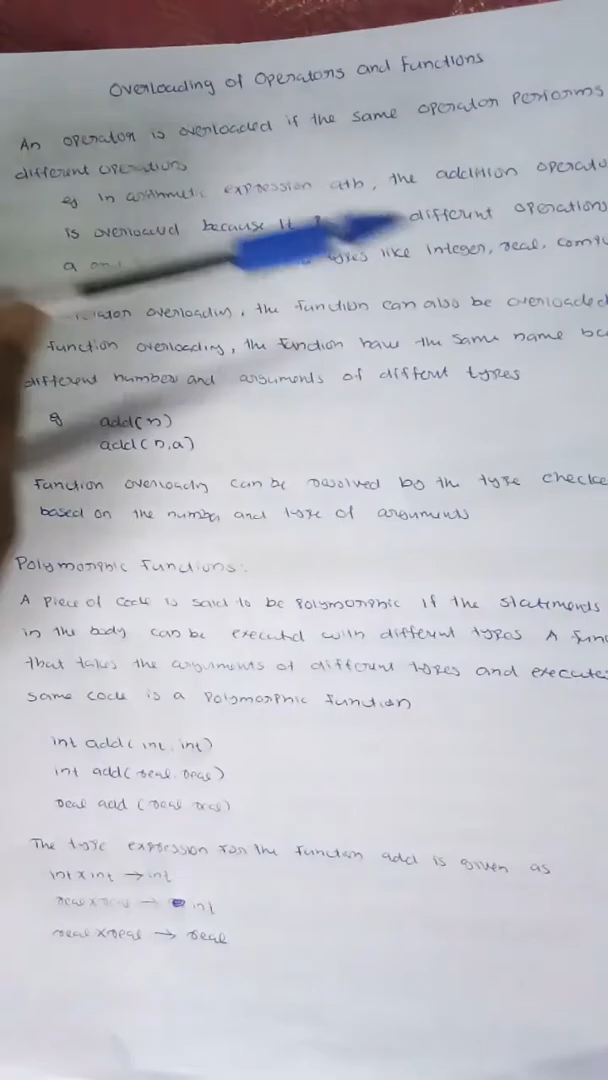 Overloading of Operators and Functions
An operator is overloaded if the same operator performs
different operations
eg in arithmetic expression a+b, the addition operato
is overloaded because it different operations
a types like integer, real,
overloading, the function can also be overloaded
function overloading, the function have the same name
different number and arguments of different types
add(n)
add(n,a)
Function overloading can be resolved by the type checke
based on the number and type of arguments
Polymorphic Functions:
A piece of code is said to be polymorphic if the statements
in the body can be executed with different types A func
that takes the arguments of different types and execute
same code is a Polymorphic function
int add( int, int)
int add( real, real)
real add (real real)
The type expression for the function add is given as
int x int → int
real x real → int
real x real → real